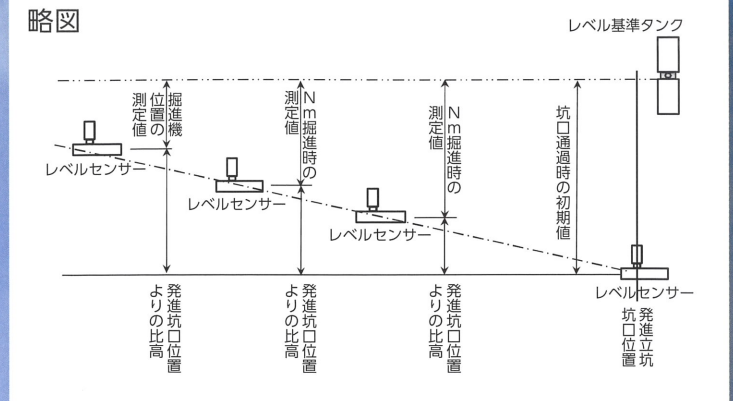 略図
レベル基準タンク
掘進機
位置の
測定値
Nm掘進時の
測定値
Nm掘進時の
測定値
坑口通過時の初期値
レベルセンサー
レベルセンサー
レベルセンサー
レベルセンサー
発進坑口位置
よりの比高
発進坑口位置
よりの比高
発進坑口位置
よりの比高
発進立坑
坑口位置